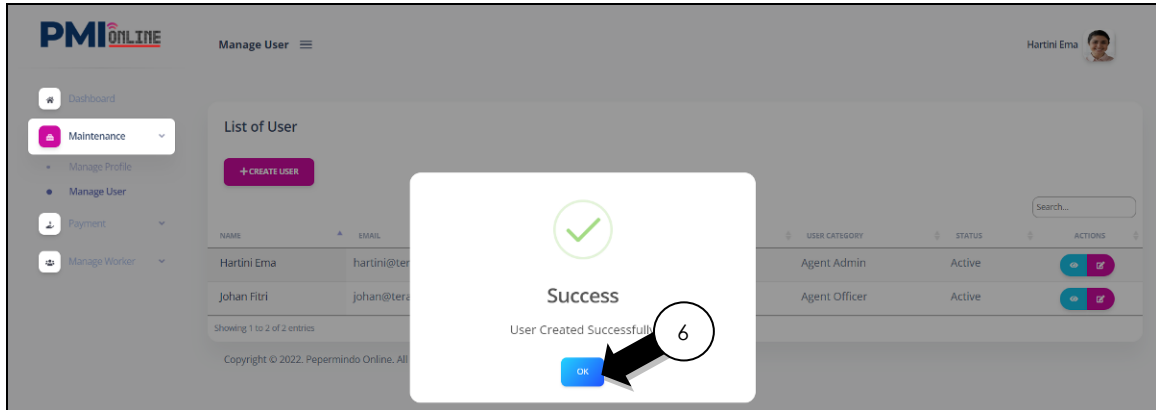 PMI ONLINE
Manage User
Hartini Ema
Dashboard
Maintenance
Manage Profile
Manage User
Payment
Manage Worker
List of User
+ CREATE USER
Search...
NAME EMAIL USER CATEGORY STATUS ACTIONS
Hartini Ema hartini@ter Agent Admin Active
Johan Fitri johan@tera Agent Officer Active
Showing 1 to 2 of 2 entries
Copyright © 2022. Pepermindo Online. All
Success
User Created Successfully
6
OK